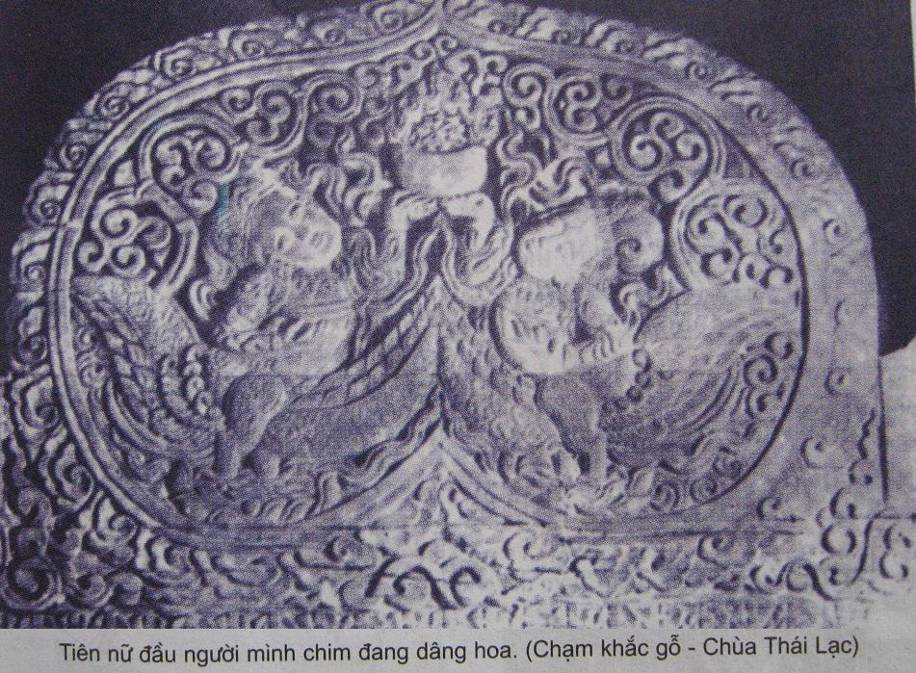 Tiên nữ đầu người mình chim đang dâng hoa. (Chạm khắc gỗ - Chùa Thái Lạc)